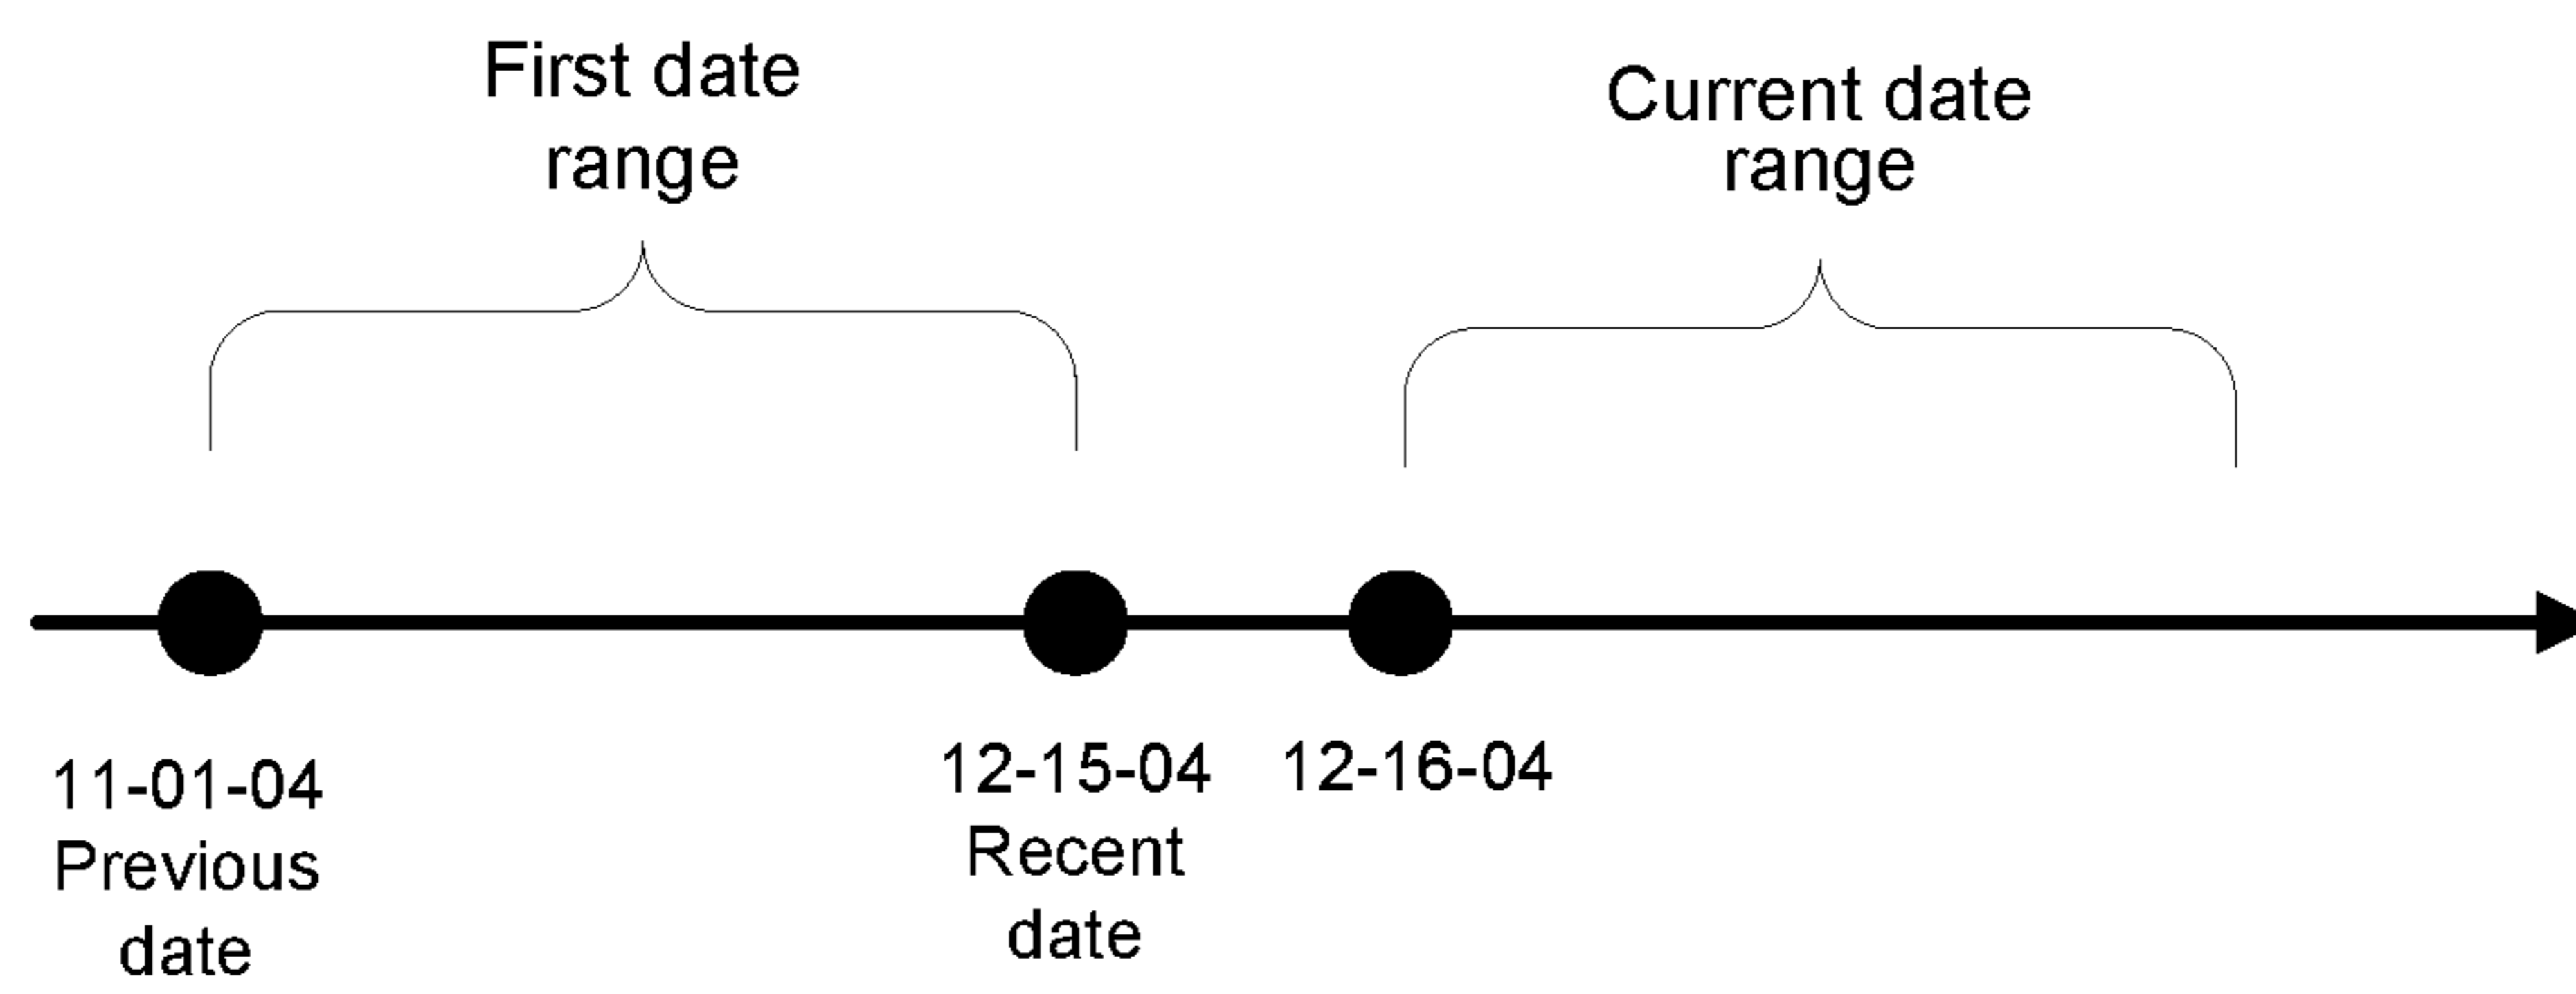 First date
range
Current date
range
11-01-04
Previous
date
12-15-04
Recent
date
12-16-04